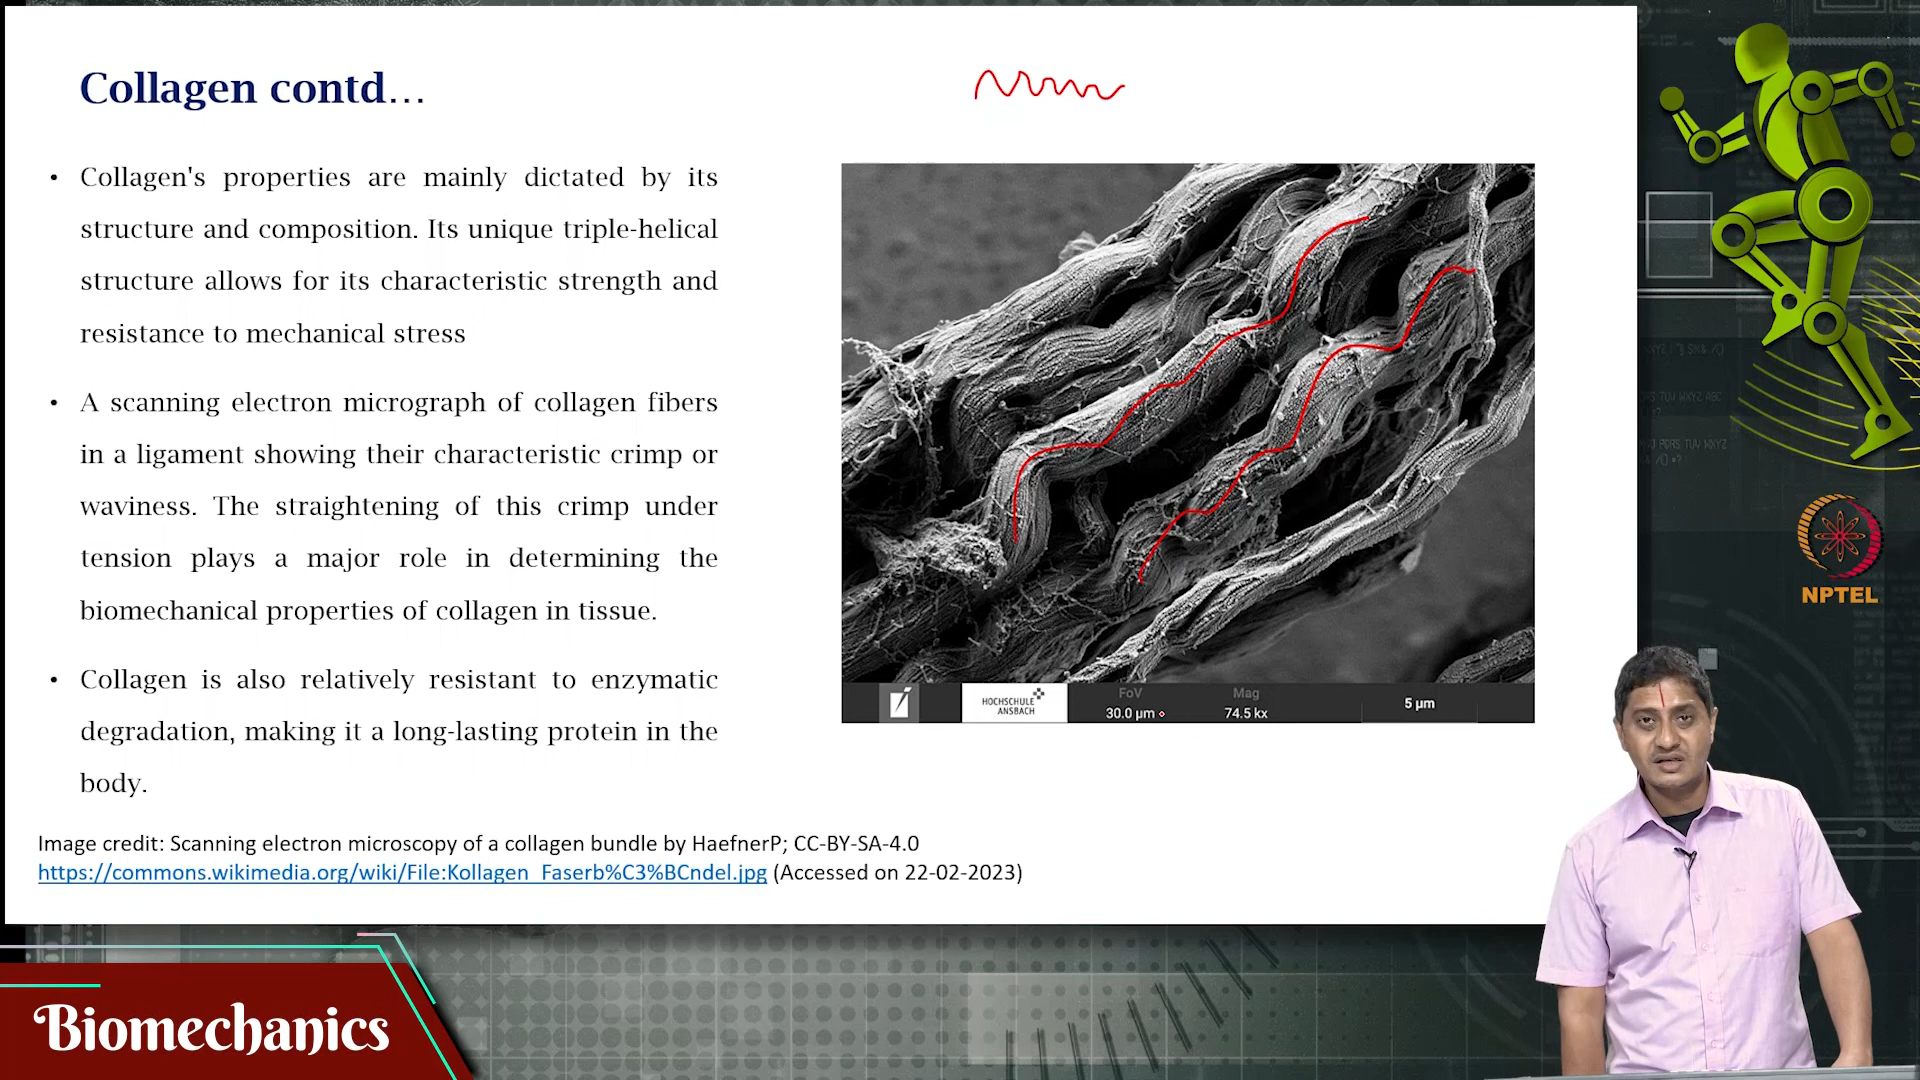 Collagen contd...
• Collagen's properties are mainly dictated by its
structure and composition. Its unique triple-helical
structure allows for its characteristic strength and
resistance to mechanical stress
• A scanning electron micrograph of collagen fibers
in a ligament showing their characteristic crimp or
waviness. The straightening of this crimp under
tension plays a major role in determining the
biomechanical properties of collagen in tissue.
• Collagen is also relatively resistant to enzymatic
degradation, making it a long-lasting protein in the
body.
HOCHSCHULE
ANSBACH
FoV
30.0 µm
Mag
74.5 kx
5 µm
Image credit: Scanning electron microscopy of a collagen bundle by HaefnerP; CC-BY-SA-4.0
https://commons.wikimedia.org/wiki/File:Kollagen_Faserb%C3%BCndel.jpg (Accessed on 22-02-2023)
NPTEL
Biomechanics